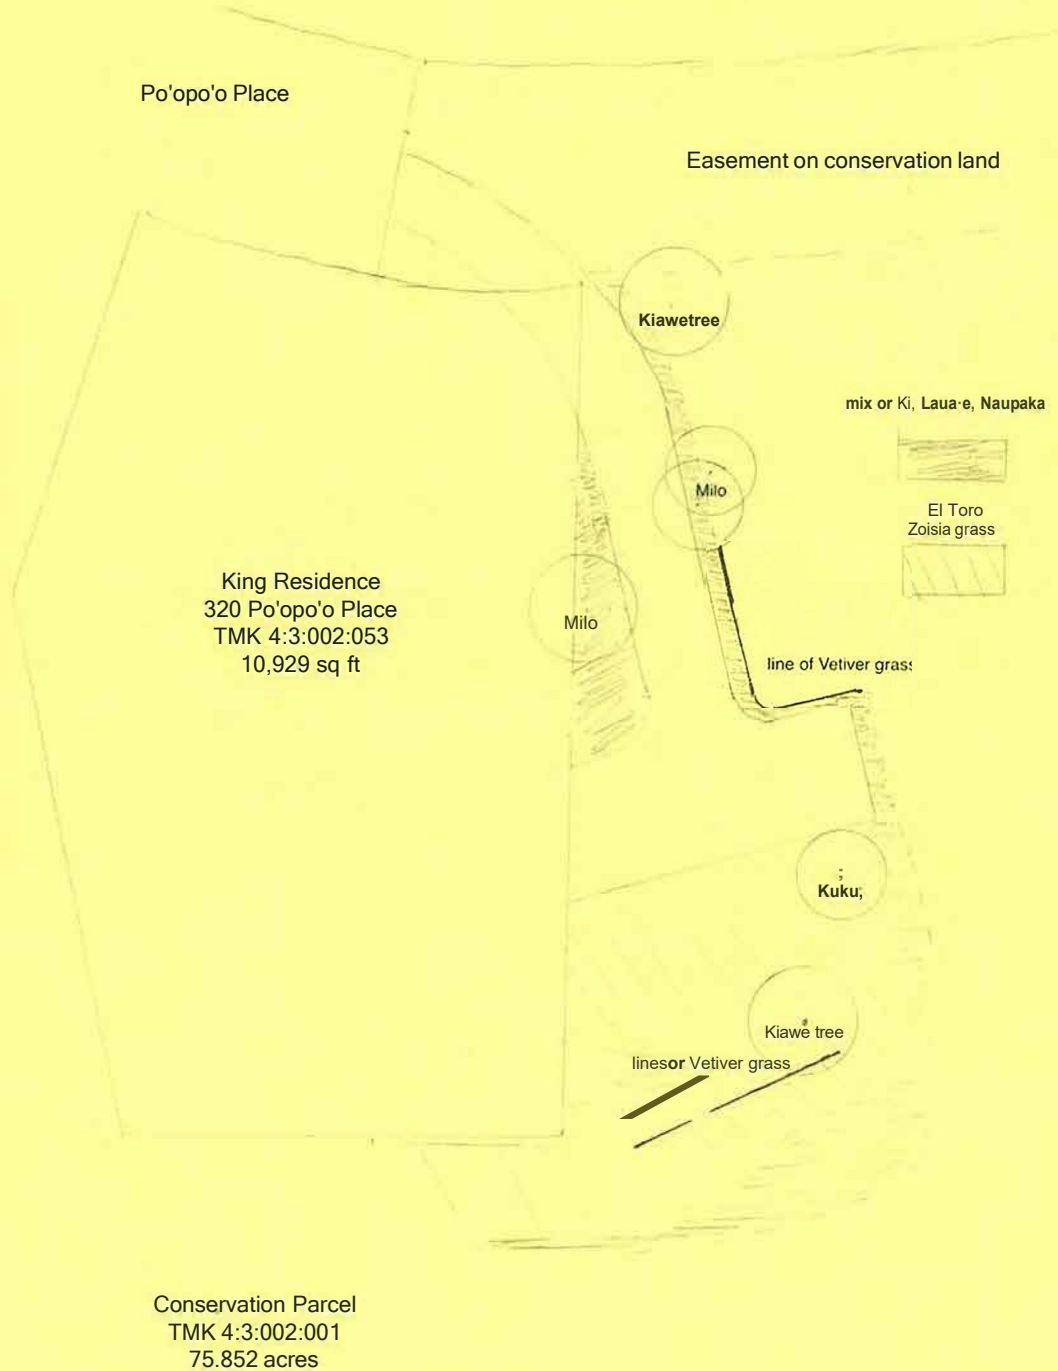 Po'opo'o Place
Easement on conservation land
Kiawetree
mix or Ki, Laua·e, Naupaka
Milo
El Toro
Zoisia grass
King Residence
320 Po'opo'o Place
TMK 4:3:002:053
10,929 sq ft
Milo
line of Vetiver grass
Kuku;
Kiawe tree
linesor Vetiver grass
Conservation Parcel
TMK 4:3:002:001
75.852 acres